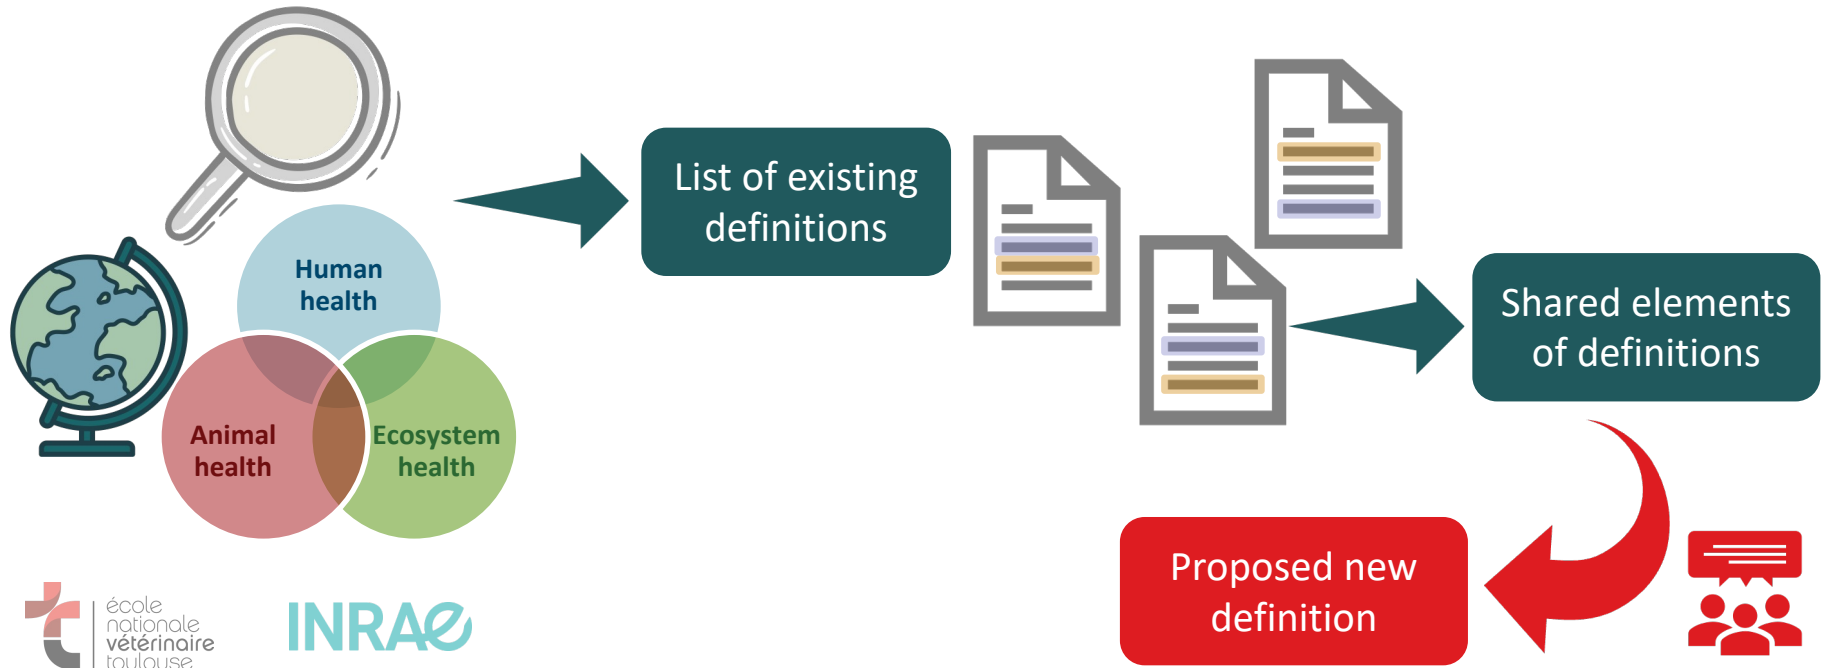 Human
health
Animal
health
Ecosystem
health
List of existing
definitions
Shared elements
of definitions
Proposed new
definition
école
nationale
vétérinaire
toulouse
INRAE